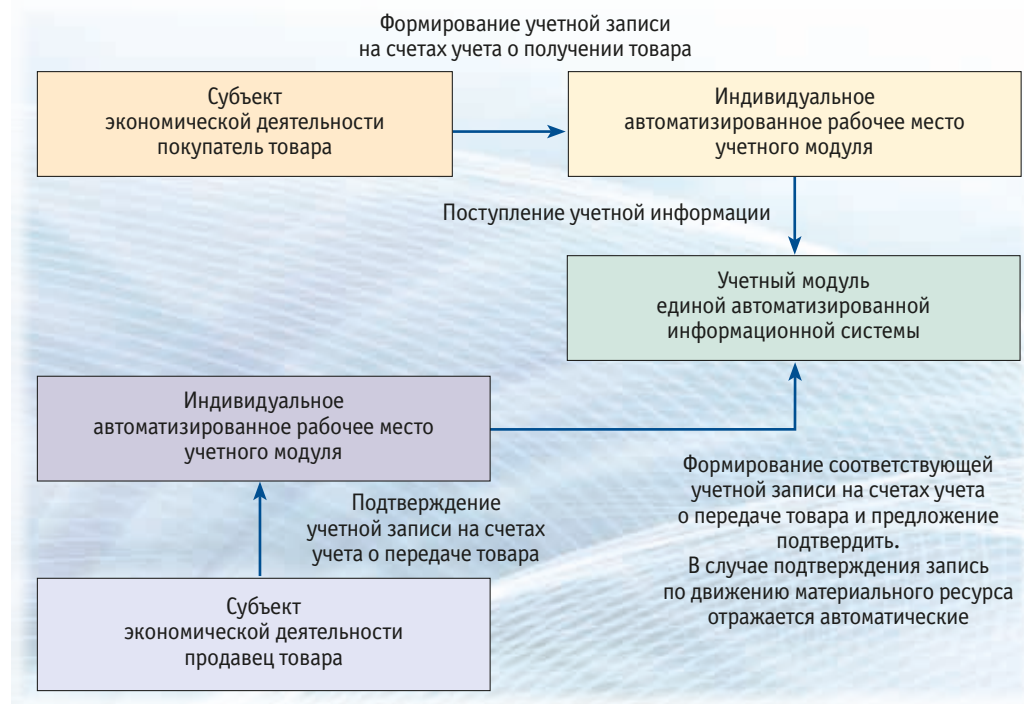 Формирование учетной записи
на счетах учета о получении товара
Субъект
экономической деятельности
покупатель товара
Индивидуальное
автоматизированное рабочее место
учетного модуля
Поступление учетной информации
Учетный модуль
единой автоматизированной
информационной системы
Индивидуальное
автоматизированное рабочее место
учетного модуля
Подтверждение
учетной записи на счетах
учета о передаче товара
Формирование соответствующей
учетной записи на счетах учета
о передаче товара и предложение
подтвердить.
В случае подтверждения запись
по движению материального ресурса
отражается автоматические
Субъект
экономической деятельности
продавец товара